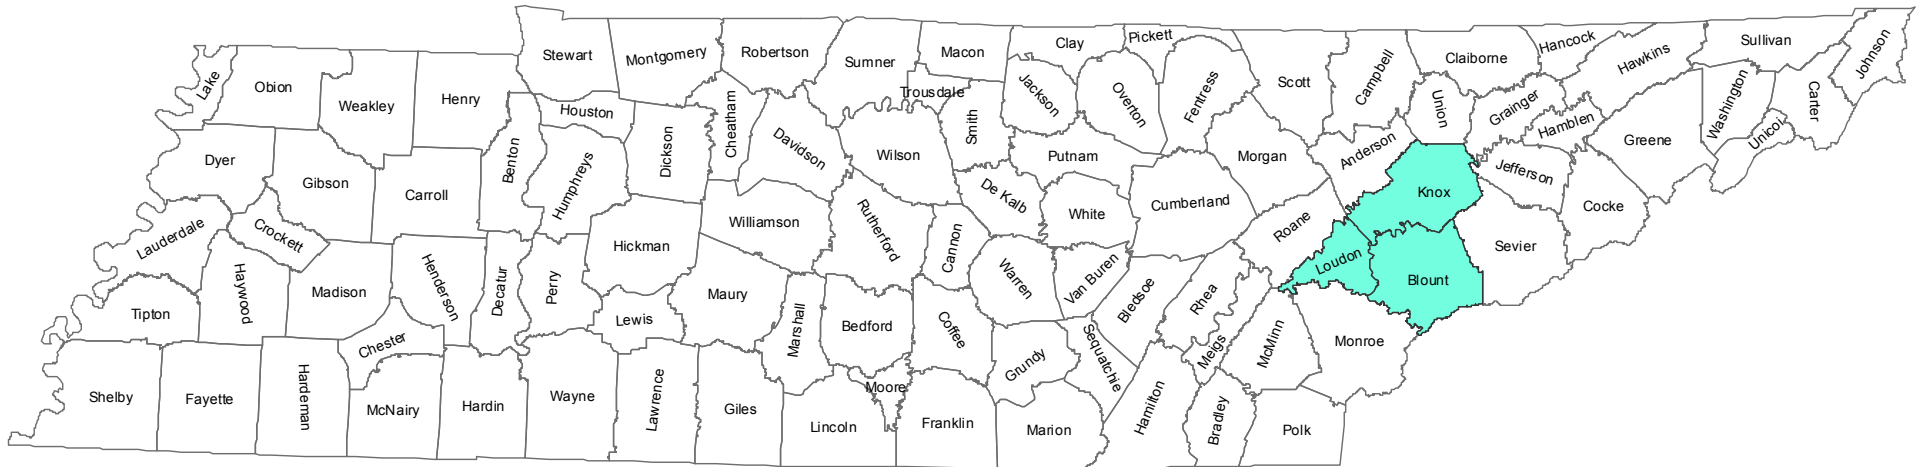 Stewart
Montgomery
Robertson
Sumner
Macon
Clay
Pickett
Hancock
Sullivan
Johnson
Lake
Obion
Weakley
Henry
Houston
Cheatham
Trousdale
Jackson
Overton
Fentress
Scott
Campbell
Claiborne
Hawkins
Union
Grainger
Hamblen
Washington
Carter
Unicoi
Greene
Dyer
Gibson
Carroll
Benton
Humphreys
Dickson
Davidson
Wilson
Smith
Putnam
Morgan
Anderson
Knox
Jefferson
Cocke
Lauderdale
Crockett
Hickman
Williamson
Rutherford
Cannon
De Kalb
White
Cumberland
Roane
Loudon
Blount
Sevier
Tipton
Haywood
Madison
Henderson
Decatur
Perry
Lewis
Maury
Marshall
Bedford
Coffee
Warren
Van Buren
Bledsoe
Rhea
Meigs
McMinn
Monroe
Shelby
Fayette
Hardeman
Chester
McNairy
Hardin
Wayne
Lawrence
Giles
Lincoln
Moore
Franklin
Grundy
Sequatchie
Marion
Hamilton
Bradley
Polk